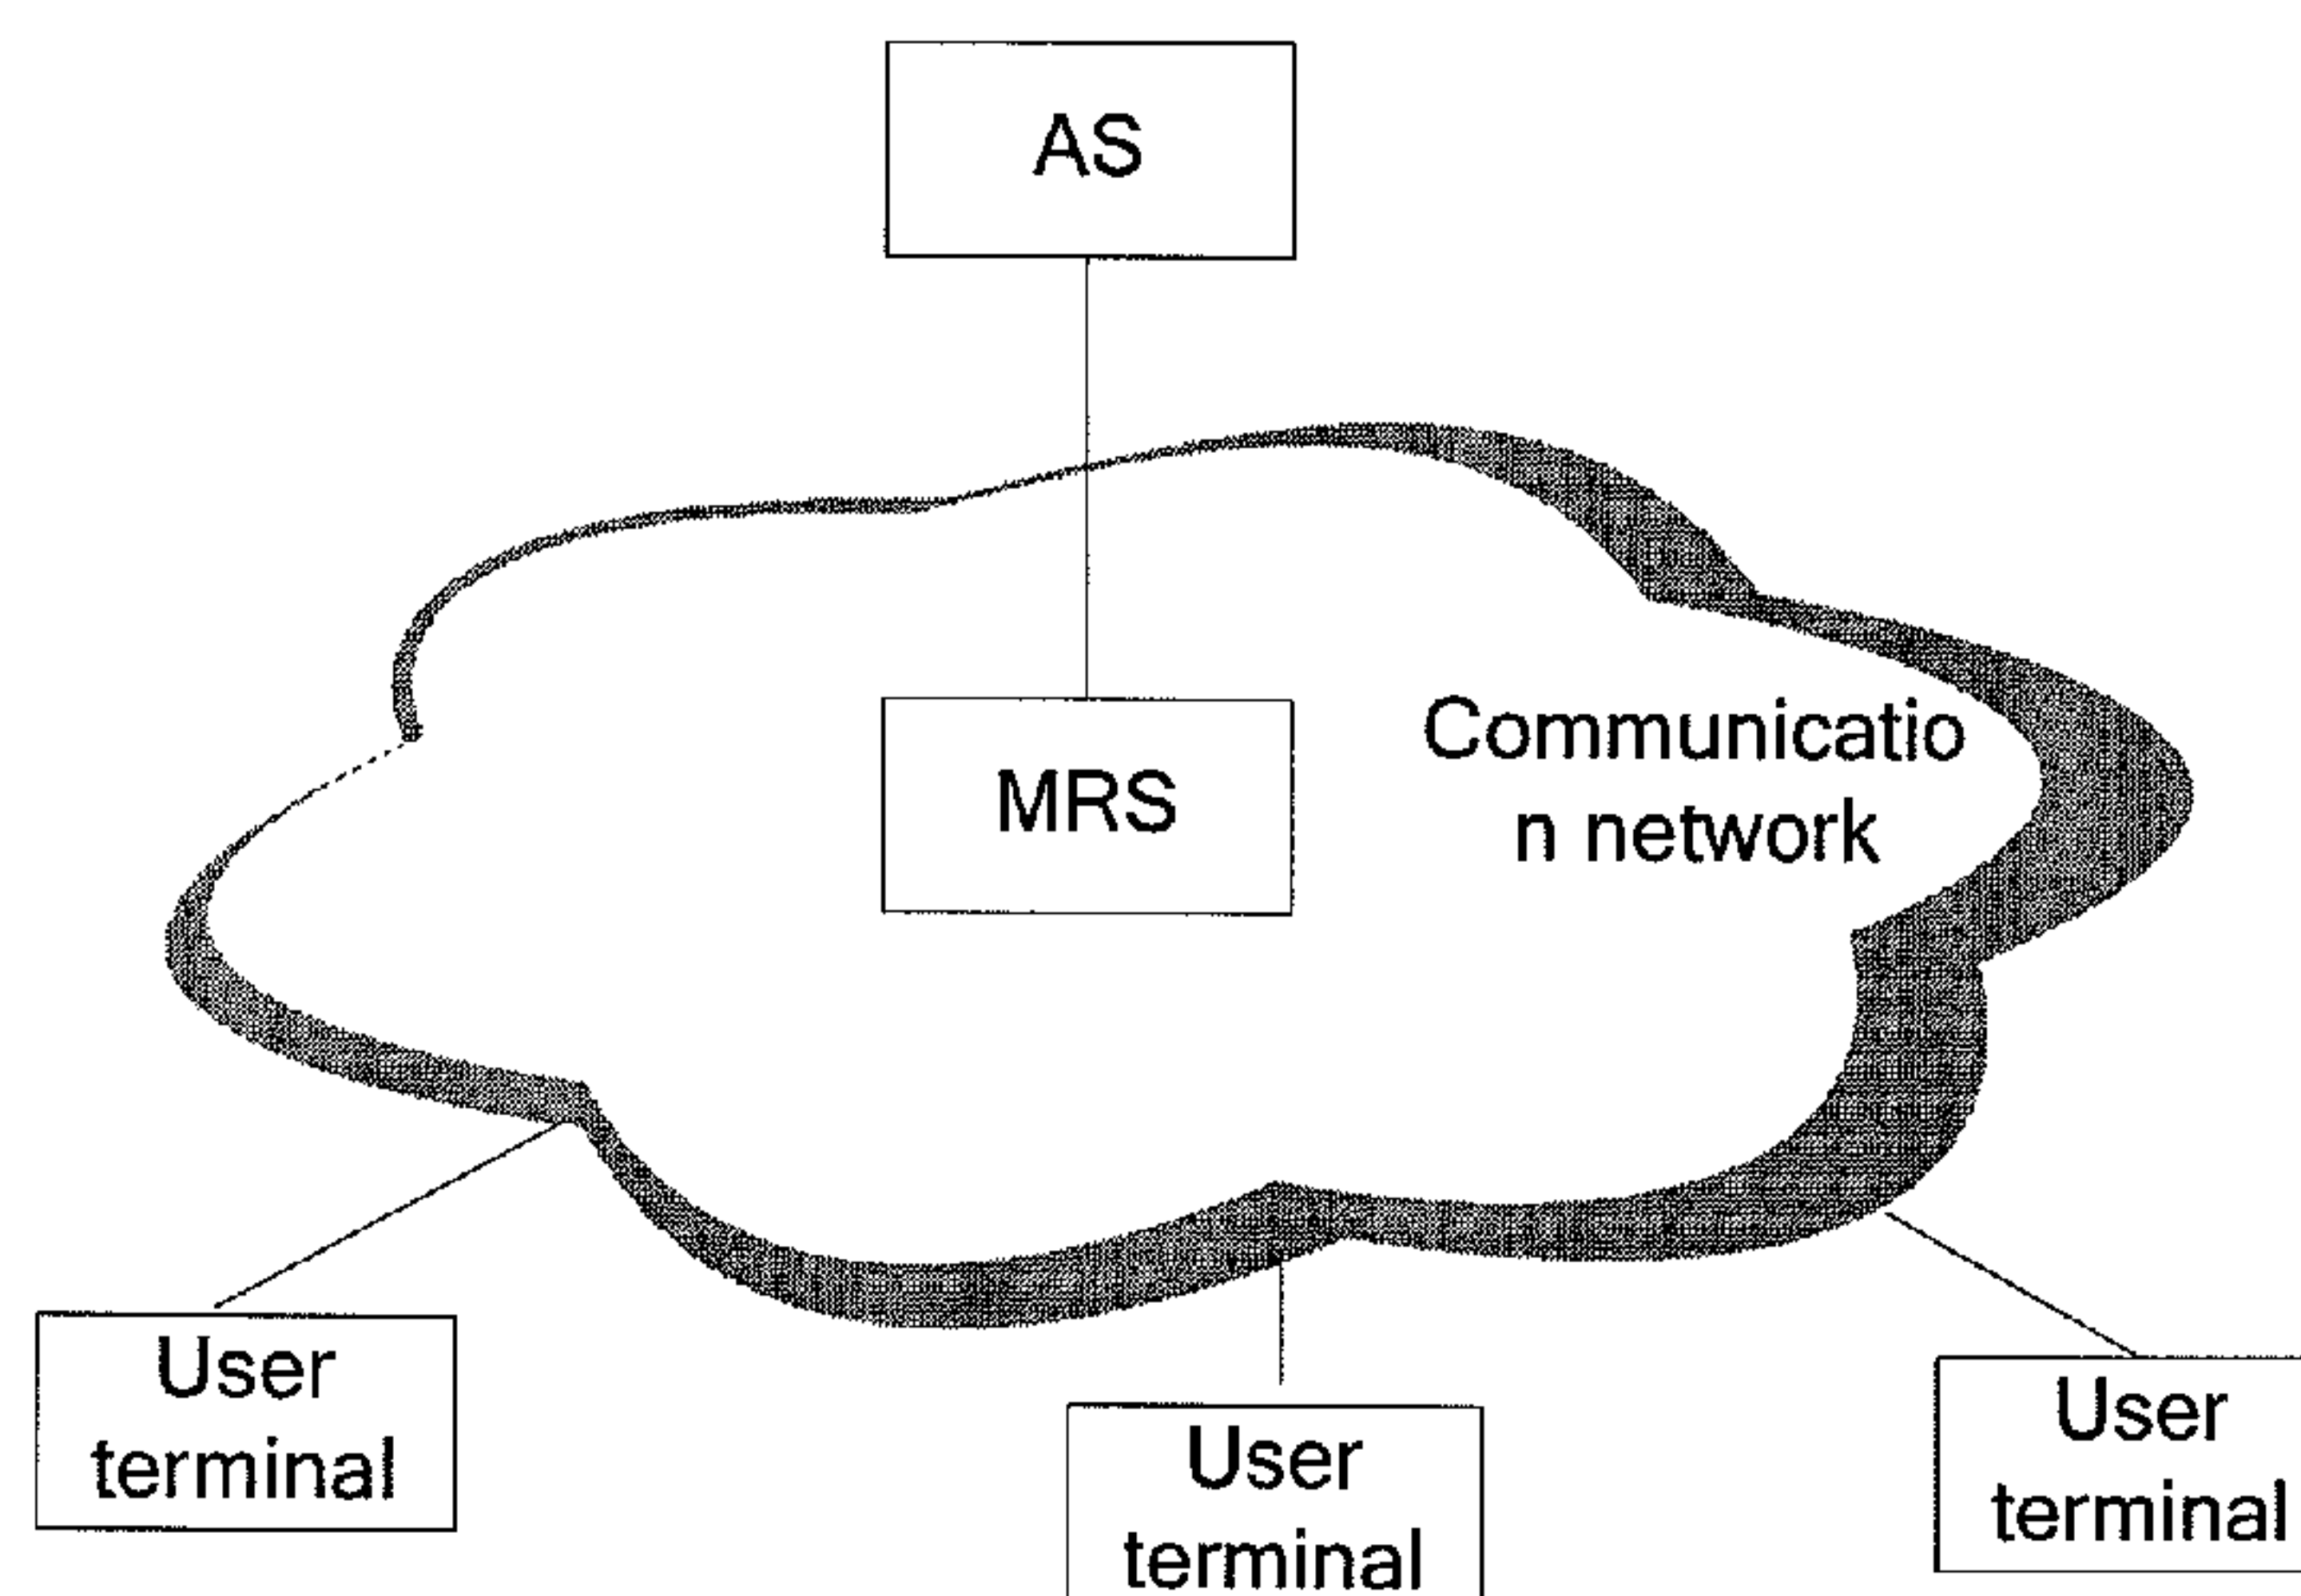 AS
MRS
Communicatio
n network
User
terminal
User
terminal
User
terminal